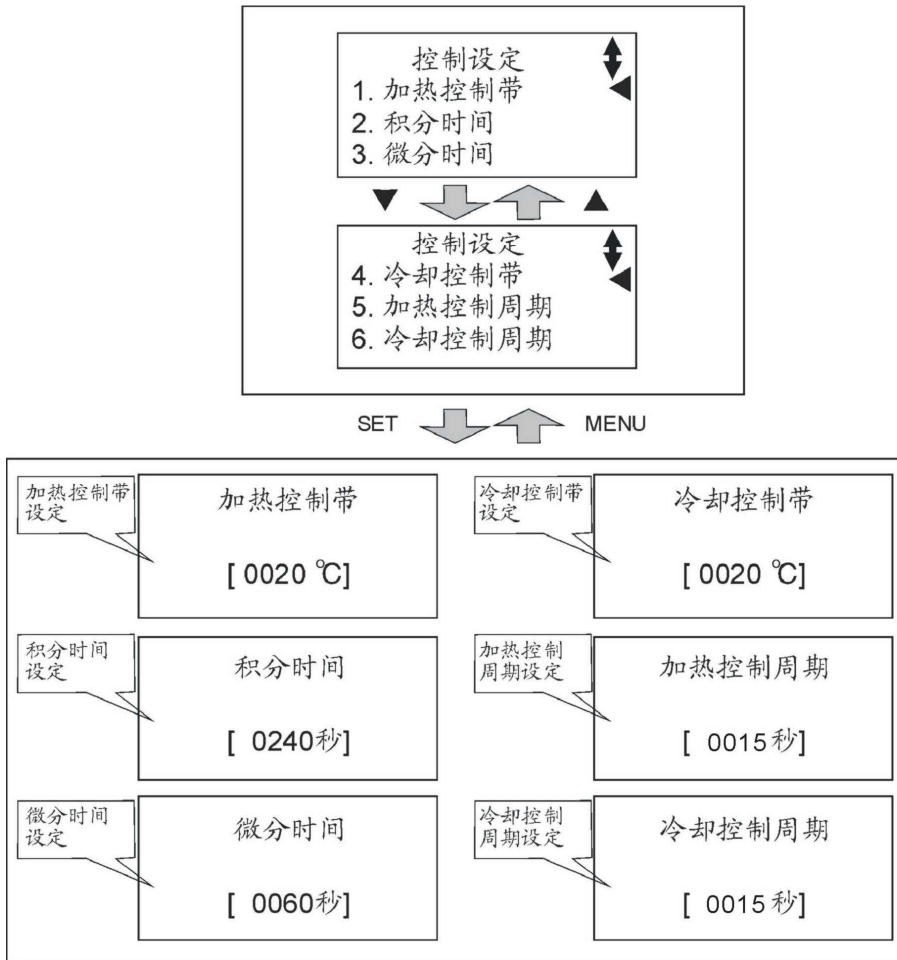 控制设定
1. 加热控制带
2. 积分时间
3. 微分时间
控制设定
4. 冷却控制带
5. 加热控制周期
6. 冷却控制周期
SET
MENU
加热控制带
设定
加热控制带
[ 0020 ℃]
冷却控制带
设定
冷却控制带
[ 0020 ℃]
积分时间
设定
积分时间
[ 0240秒]
加热控制
周期设定
加热控制周期
[ 0015秒]
微分时间
设定
微分时间
[ 0060秒]
冷却控制
周期设定
冷却控制周期
[ 0015秒]